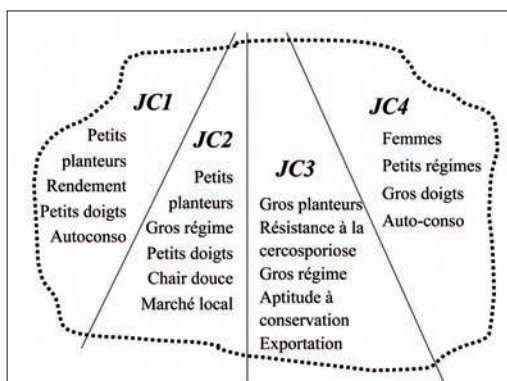 JC1
Petits
planteurs
Rendement
Petits doigts
Autoconso
JC2
Petits
planteurs
Gros régime
Petits doigts
Chair douce
Marché local
JC3
Gros planteurs
Résistance à la
cercosporiose
Gros régime
Aptitude à
conservation
Exportation
JC4
Femmes
Petits régimes
Gros doigts
Auto-conso